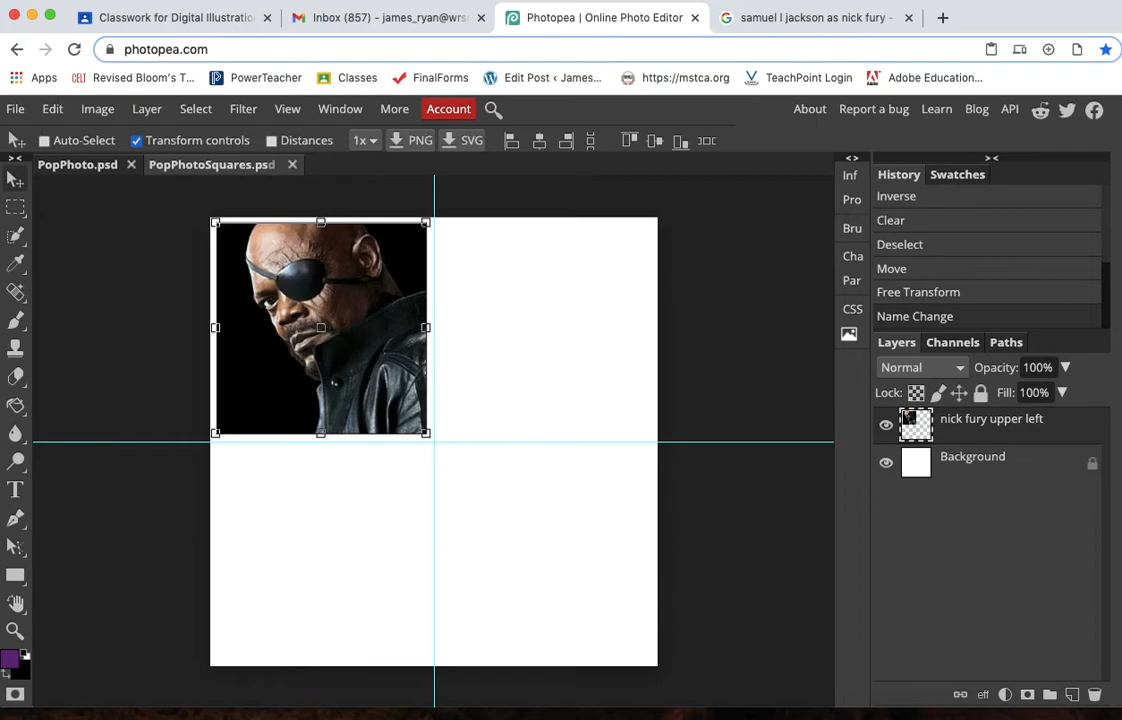 Classwork for Digital Illustratio
Inbox (857) - james_ryan@wrs
Photopea | Online Photo Editor
samuel l jackson as nick fury -
photopea.com
Apps
CELT Revised Bloom's T...
PowerTeacher
Classes
FinalForms
Edit Post ‹ James...
https://mstca.org
TeachPoint Login
Adobe Education...
File Edit Image Layer Select Filter View Window More Account
About Report a bug Learn Blog API
Auto-Select Transform controls Distances 1x PNG SVG
PopPhoto.psd PopPhotoSquares.psd
Inf
Pro
Bru
Cha
Par
CSS
History Swatches
Inverse
Clear
Deselect
Move
Free Transform
Name Change
Layers Channels Paths
Normal Opacity: 100%
Lock: Fill: 100%
nick fury upper left
Background
eff